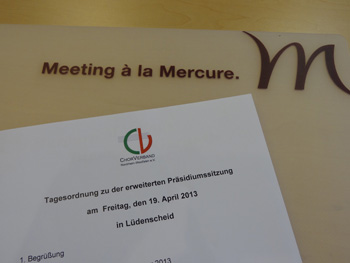 Meeting à la Mercure.
CHORVERBAND
Tagesordnung zu der erweiterten Präsidiumssitzung
am Freitag, den 19. April 2013
in Lüdenscheid
1. Begrüßung
2013